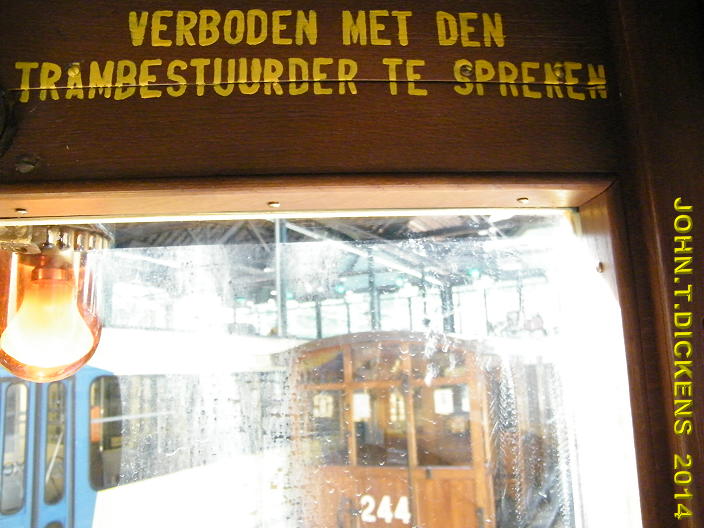 VERBODEN MET DEN
TRAMBESTUURDER TE SPREKEN
244
JOHN.T.DICKENS 2014